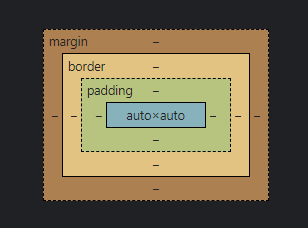 margin –
border –
padding –
– – – auto×auto – – –
–
–
–